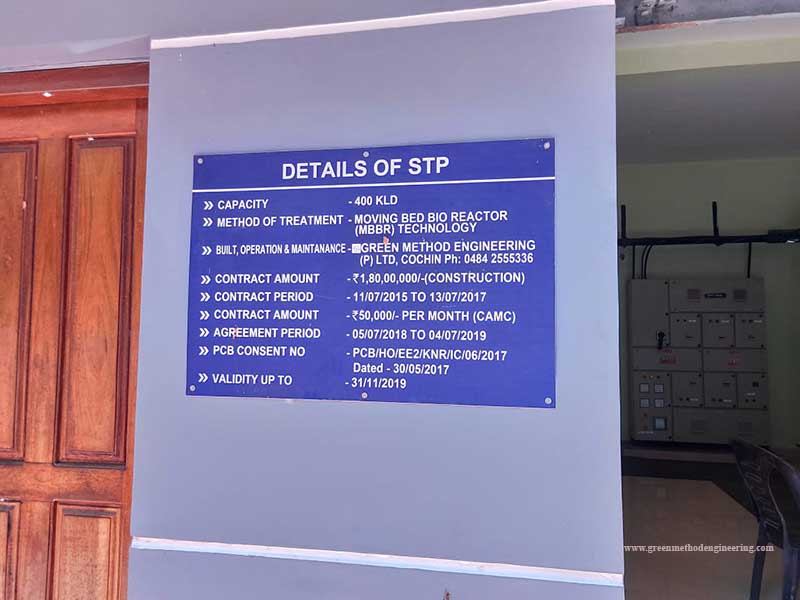 DETAILS OF STP
» CAPACITY - 400 KLD
» METHOD OF TREATMENT - MOVING BED BIO REACTOR
(MBBR) TECHNOLOGY
» BUILT, OPERATION & MAINTANANCE - GREEN METHOD ENGINEERING
(P) LTD, COCHIN Ph: 0484 2555336
» CONTRACT AMOUNT - ₹1,80,00,000/-(CONSTRUCTION)
» CONTRACT PERIOD - 11/07/2015 TO 13/07/2017
» CONTRACT AMOUNT - ₹50,000/- PER MONTH (CAMC)
» AGREEMENT PERIOD - 05/07/2018 TO 04/07/2019
» PCB CONSENT NO - PCB/HO/EE2/KNR/IC/06/2017
Dated - 30/05/2017
» VALIDITY UP TO - 31/11/2019
www.greenmethodengineering.com